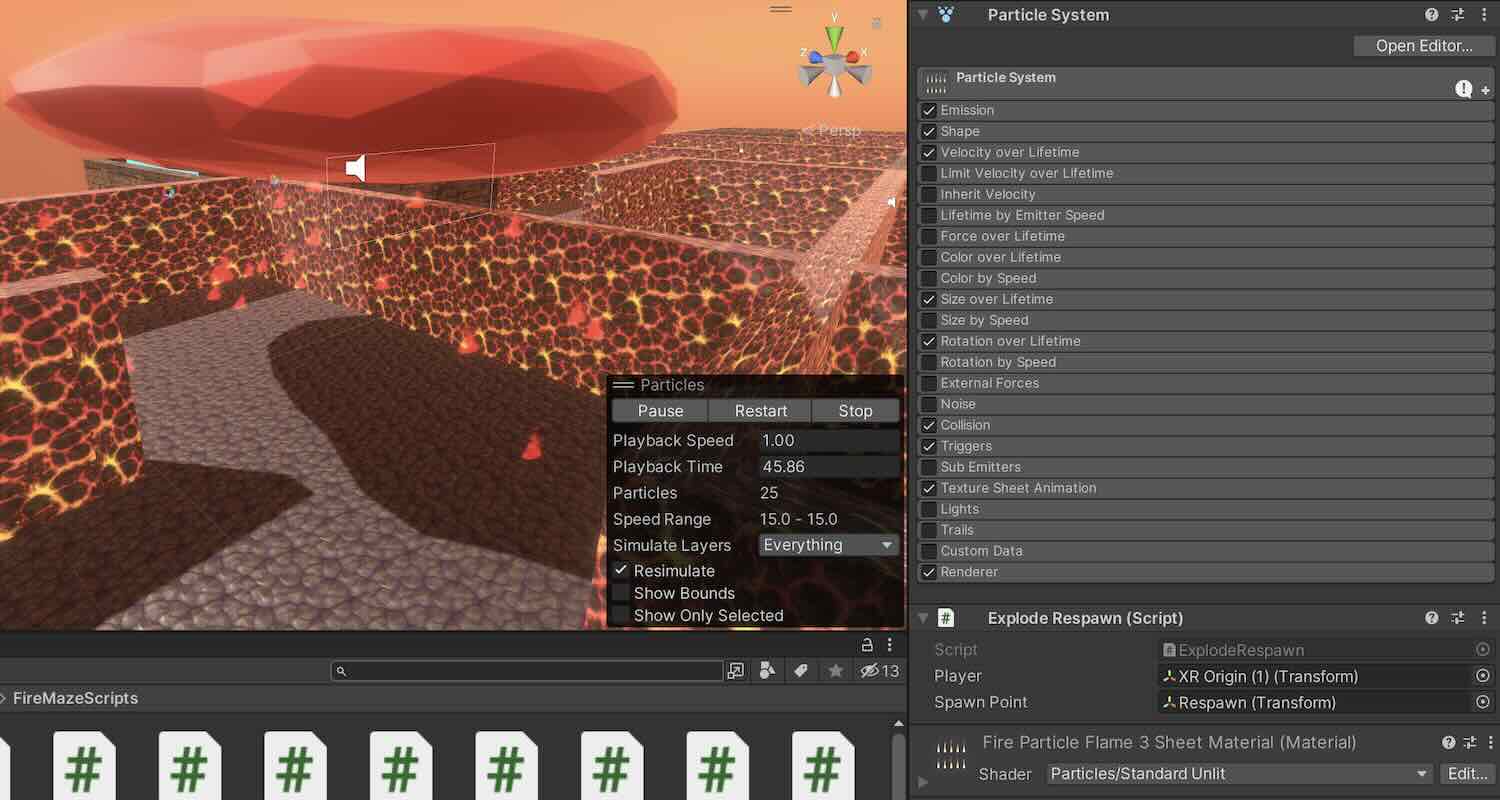 Y
Z
X
< Persp
Particles
Pause
Restart
Stop
Playback Speed 1.00
Playback Time 45.86
Particles 25
Speed Range 15.0 - 15.0
Simulate Layers Everything
Resimulate
Show Bounds
Show Only Selected
13
FireMazeScripts
#
#
#
#
#
#
#
#
Particle System
Open Editor...
Particle System
Emission
Shape
Velocity over Lifetime
Limit Velocity over Lifetime
Inherit Velocity
Lifetime by Emitter Speed
Force over Lifetime
Color over Lifetime
Color by Speed
Size over Lifetime
Size by Speed
Rotation over Lifetime
Rotation by Speed
External Forces
Noise
Collision
Triggers
Sub Emitters
Texture Sheet Animation
Lights
Trails
Custom Data
Renderer
# Explode Respawn (Script)
Script ExplodeRespawn
Player XR Origin (1) (Transform)
Spawn Point Respawn (Transform)
Fire Particle Flame 3 Sheet Material (Material)
Shader Particles/Standard Unlit Edit...